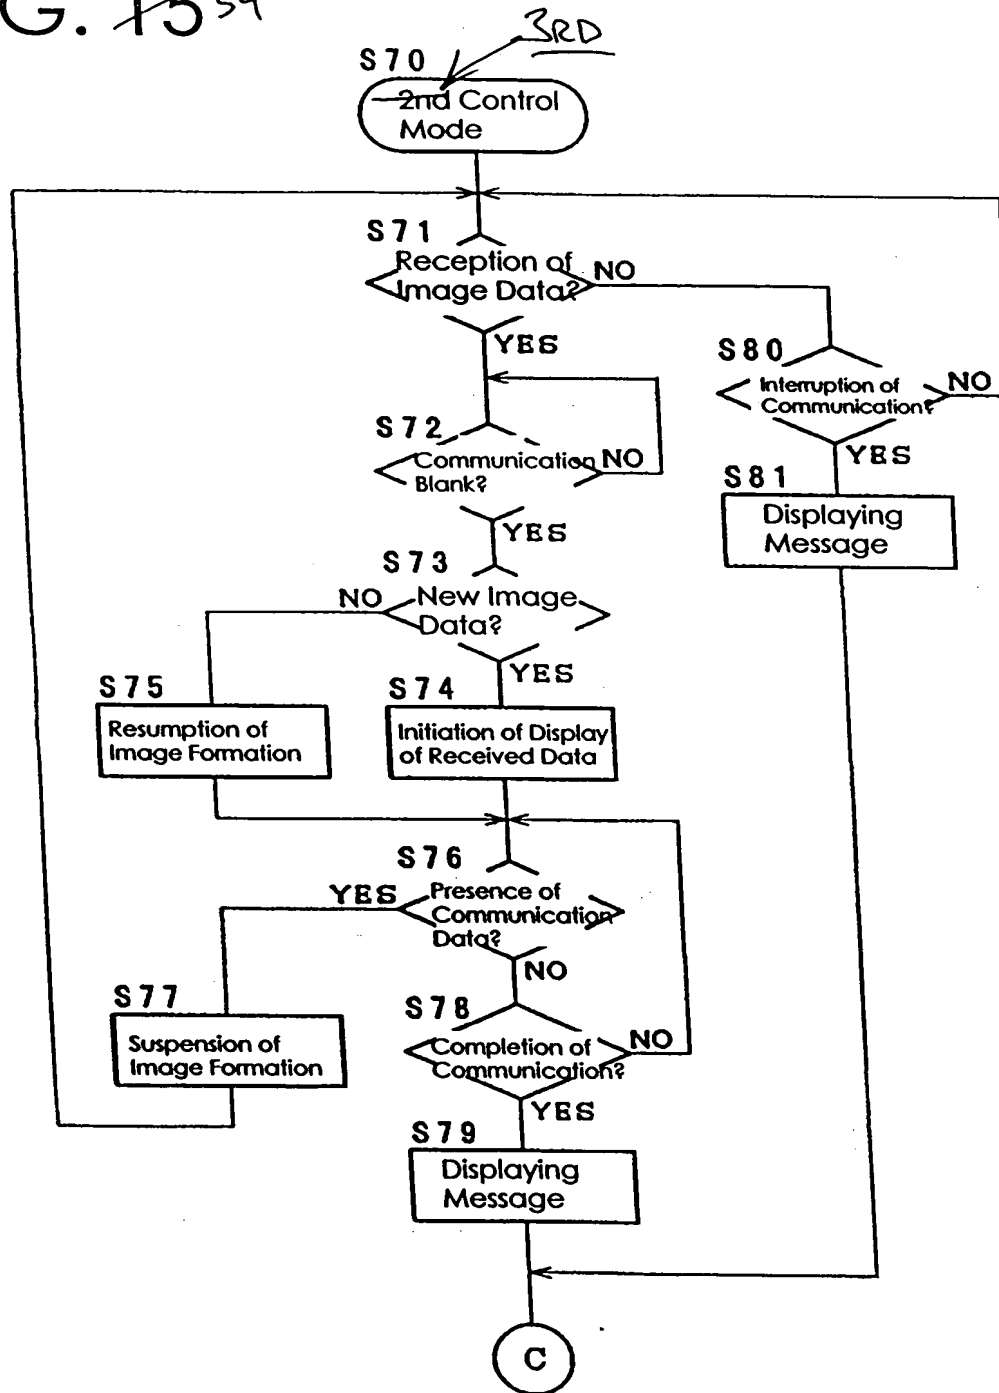 G. 15 54
3RD
S70
2nd Control
Mode
S71
Reception of
Image Data?
NO
YES
S80
Interruption of
Communication?
NO
YES
S72
Communication
Blank?
NO
YES
S81
Displaying
Message
S73
New Image
Data?
NO
YES
S75
Resumption of
Image Formation
S74
Initiation of Display
of Received Data
S76
Presence of
Communication
Data?
YES
NO
S77
Suspension of
Image Formation
S78
Completion of
Communication?
NO
YES
S79
Displaying
Message
C